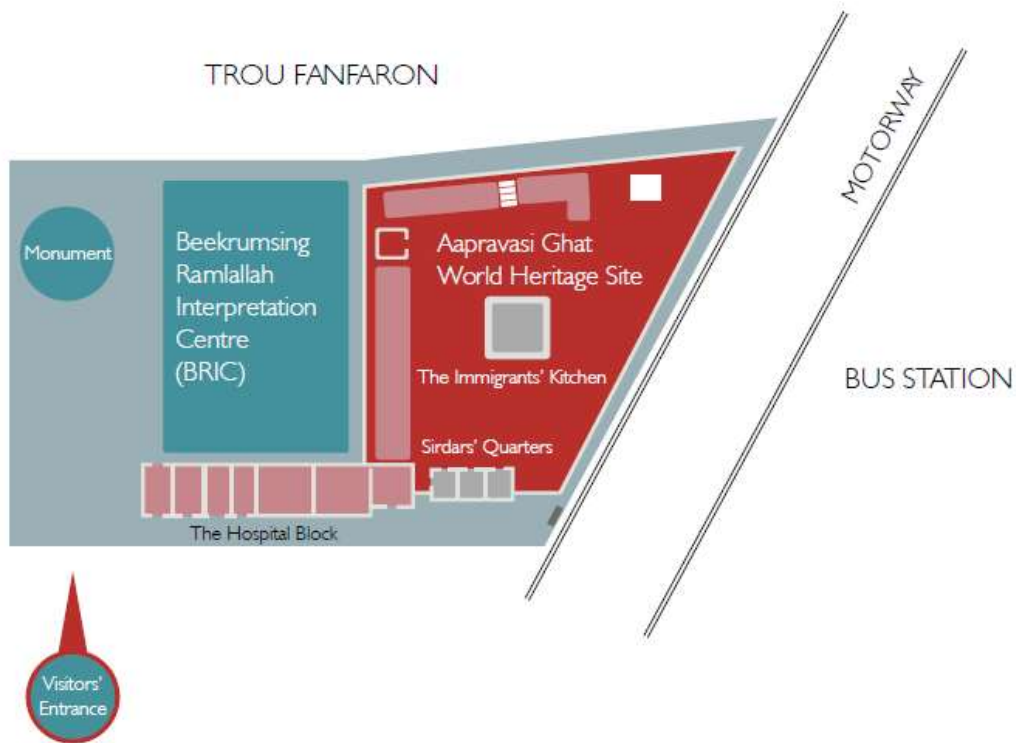 TROU FANFARON
MOTORWAY
Monument
Beekrumsing
Ramlallah
Interpretation
Centre
(BRIC)
Aapravasi Ghat
World Heritage Site
The Immigrants' Kitchen
BUS STATION
Sirdars' Quarters
The Hospital Block
Visitors'
Entrance